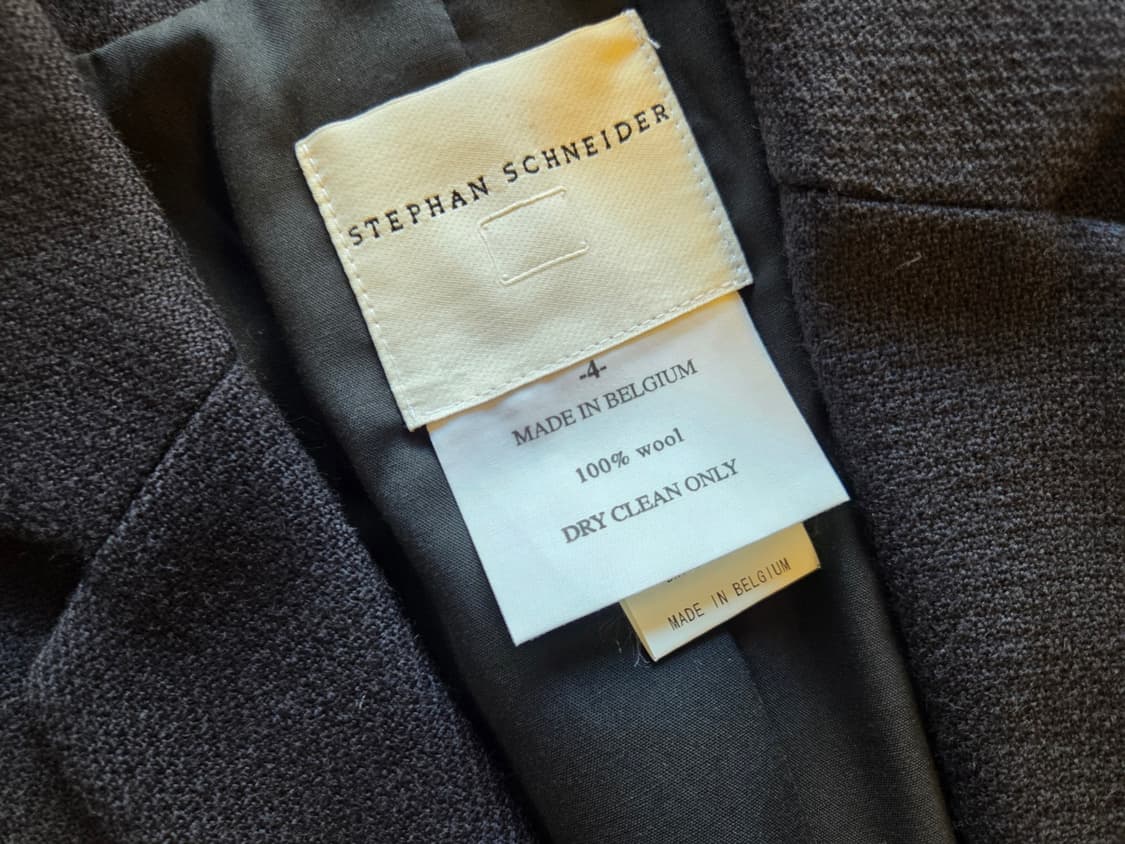 STEPHAN SCHNEIDER
-4-
MADE IN BELGIUM
100% wool
DRY CLEAN ONLY
MADE IN BELGIUM